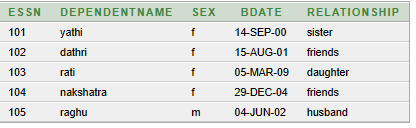 ESSN DEPENDENTNAME SEX BDATE RELATIONSHIP
101 yathi f 14-SEP-00 sister
102 dathri f 15-AUG-01 friends
103 rati f 05-MAR-09 daughter
104 nakshatra f 29-DEC-04 friends
105 raghu m 04-JUN-02 husband